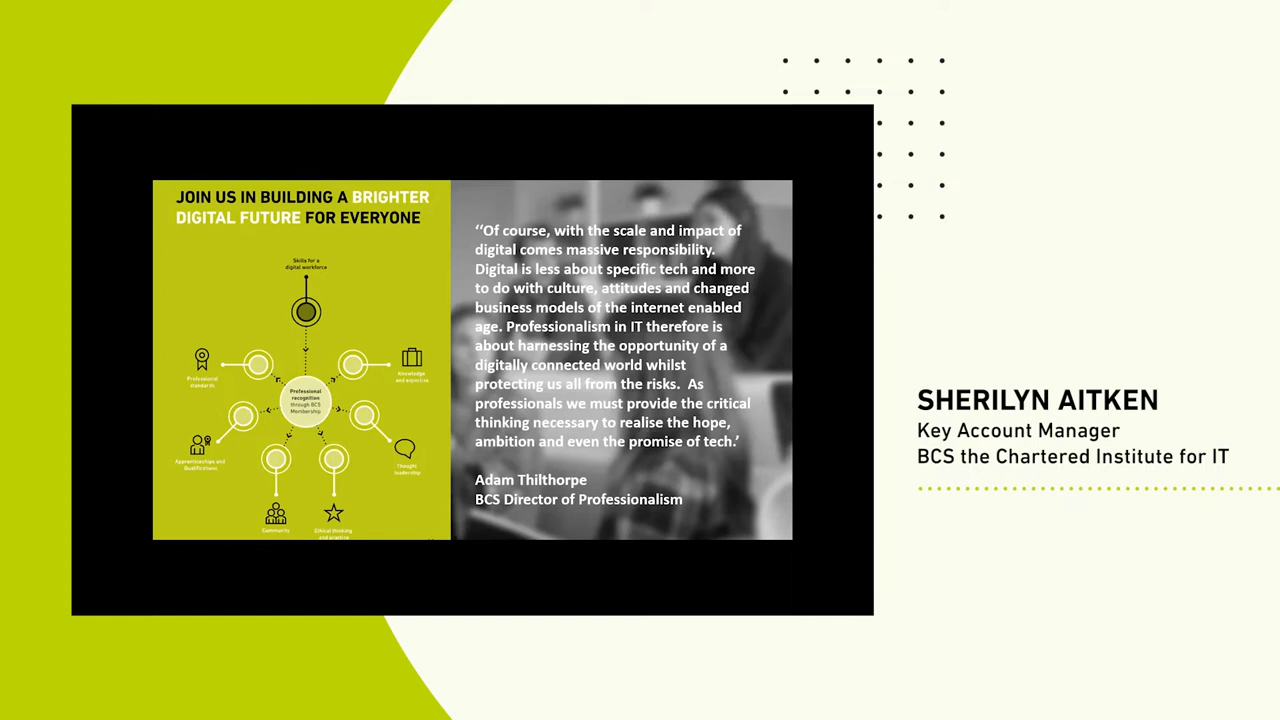 JOIN US IN BUILDING A BRIGHTER
DIGITAL FUTURE FOR EVERYONE
Skills for a
digital workforce
Professional
standards
Knowledge
and expertise
Professional
recognition
through BCS
Membership
Apprenticeships and
Qualifications
Thought
leadership
Community
Ethical thinking
and practice
‘‘Of course, with the scale and impact of
digital comes massive responsibility.
Digital is less about specific tech and more
to do with culture, attitudes and changed
business models of the internet enabled
age. Professionalism in IT therefore is
about harnessing the opportunity of a
digitally connected world whilst
protecting us all from the risks.  As
professionals we must provide the critical
thinking necessary to realise the hope,
ambition and even the promise of tech.’
Adam Thilthorpe
BCS Director of Professionalism
SHERILYN AITKEN
Key Account Manager
BCS the Chartered Institute for IT